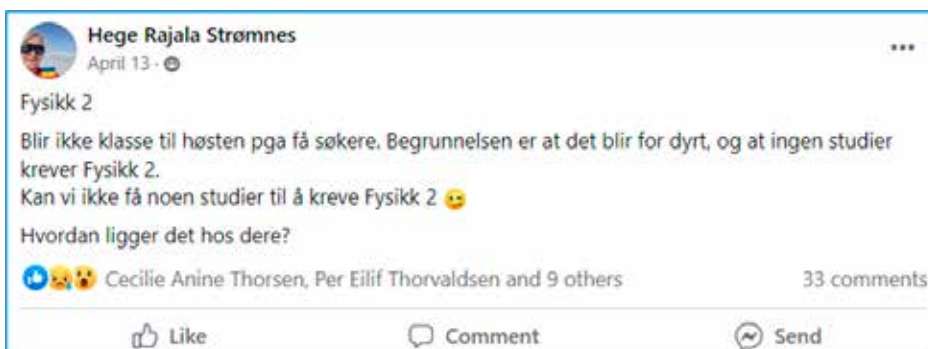 Hege Rajala Strømnes
April 13 ·
Fysikk 2
Blir ikke klasse til høsten pga få søkere. Begrunnelsen er at det blir for dyrt, og at ingen studier
krever Fysikk 2.
Kan vi ikke få noen studier til å kreve Fysikk 2 🤪
Hvordan ligger det hos dere?
Cecilie Anine Thorsen, Per Eilif Thorvaldsen and 9 others 33 comments
Like Comment Send